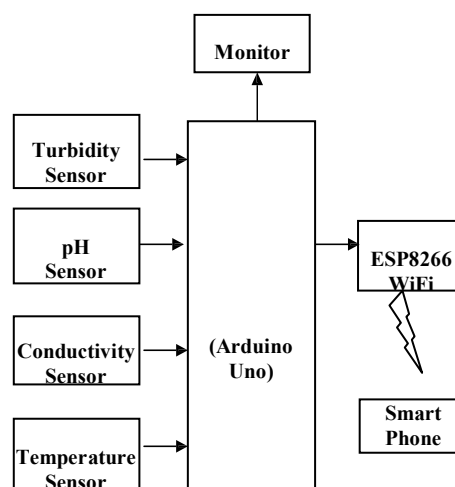 Monitor
Turbidity
Sensor
pH
Sensor
Conductivity
Sensor
Temperature
Sensor
(Arduino
Uno)
ESP8266
WiFi
Smart
Phone